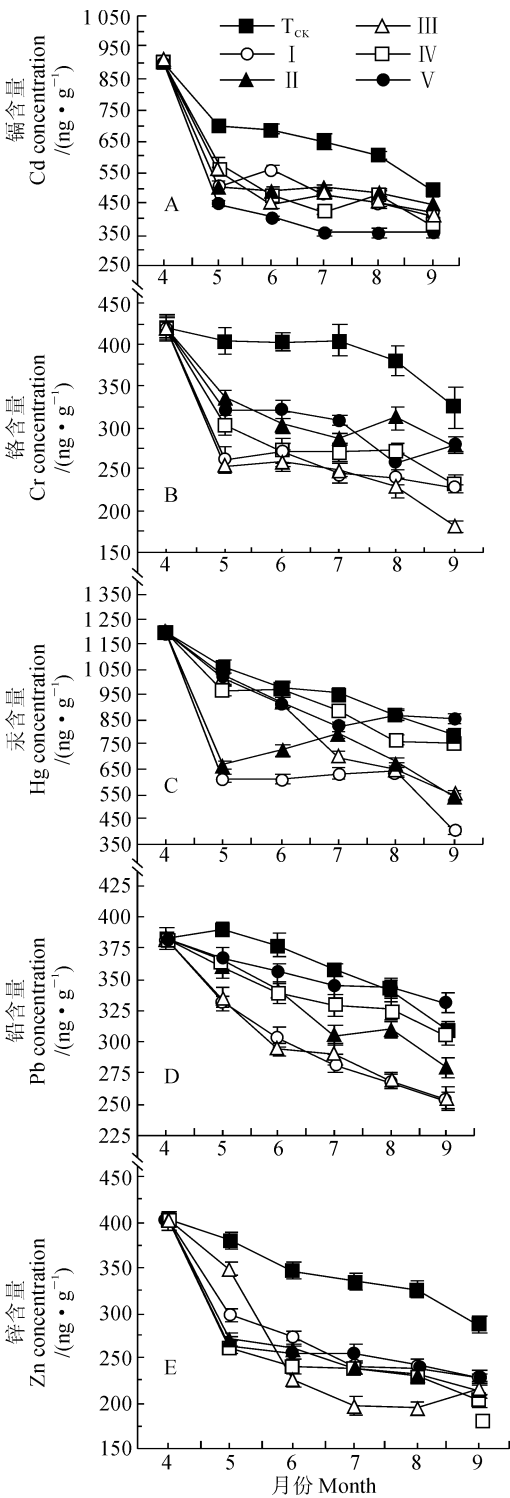 1 050
950
850
750
650
550
450
350
250
镉含量
Cd concentration
/(ng·g⁻¹)
T_CK
Ⅰ
Ⅱ
Ⅲ
Ⅳ
Ⅴ
A
4 5 6 7 8 9
450
400
350
300
250
200
150
铬含量
Cr concentration
/(ng·g⁻¹)
B
4 5 6 7 8 9
1 350
1 250
1 150
1 050
950
850
750
650
550
450
350
汞含量
Hg concentration
/(ng·g⁻¹)
C
4 5 6 7 8 9
425
400
375
350
325
300
275
250
225
铅含量
Pb concentration
/(ng·g⁻¹)
D
4 5 6 7 8 9
450
400
350
300
250
200
150
锌含量
Zn concentration
/(ng·g⁻¹)
E
4 5 6 7 8 9
月份 Month